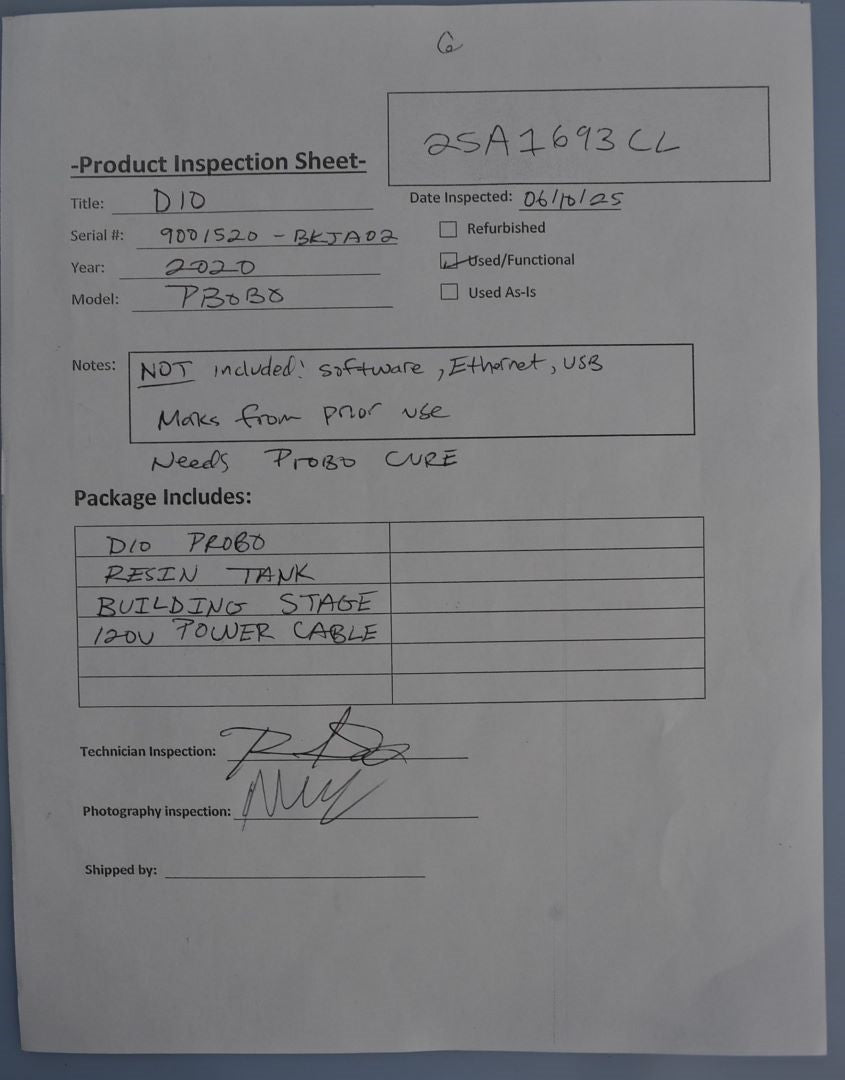 6
25A1693CL
-Product Inspection Sheet-
Title: DIO
Date Inspected: 06/10/25
Serial #: 9001520 - BKJA02
Refurbished
Year: 2020
Used/Functional
Model: PBOBO
Used As-Is
Notes: NOT included: software, Ethernet, USB
Marks from prior use
Needs PROBO CURE
Package Includes:
DIO PROBO
RESIN TANK
BUILDING STAGE
120V POWER CABLE
Technician Inspection:
Photography inspection:
Shipped by: